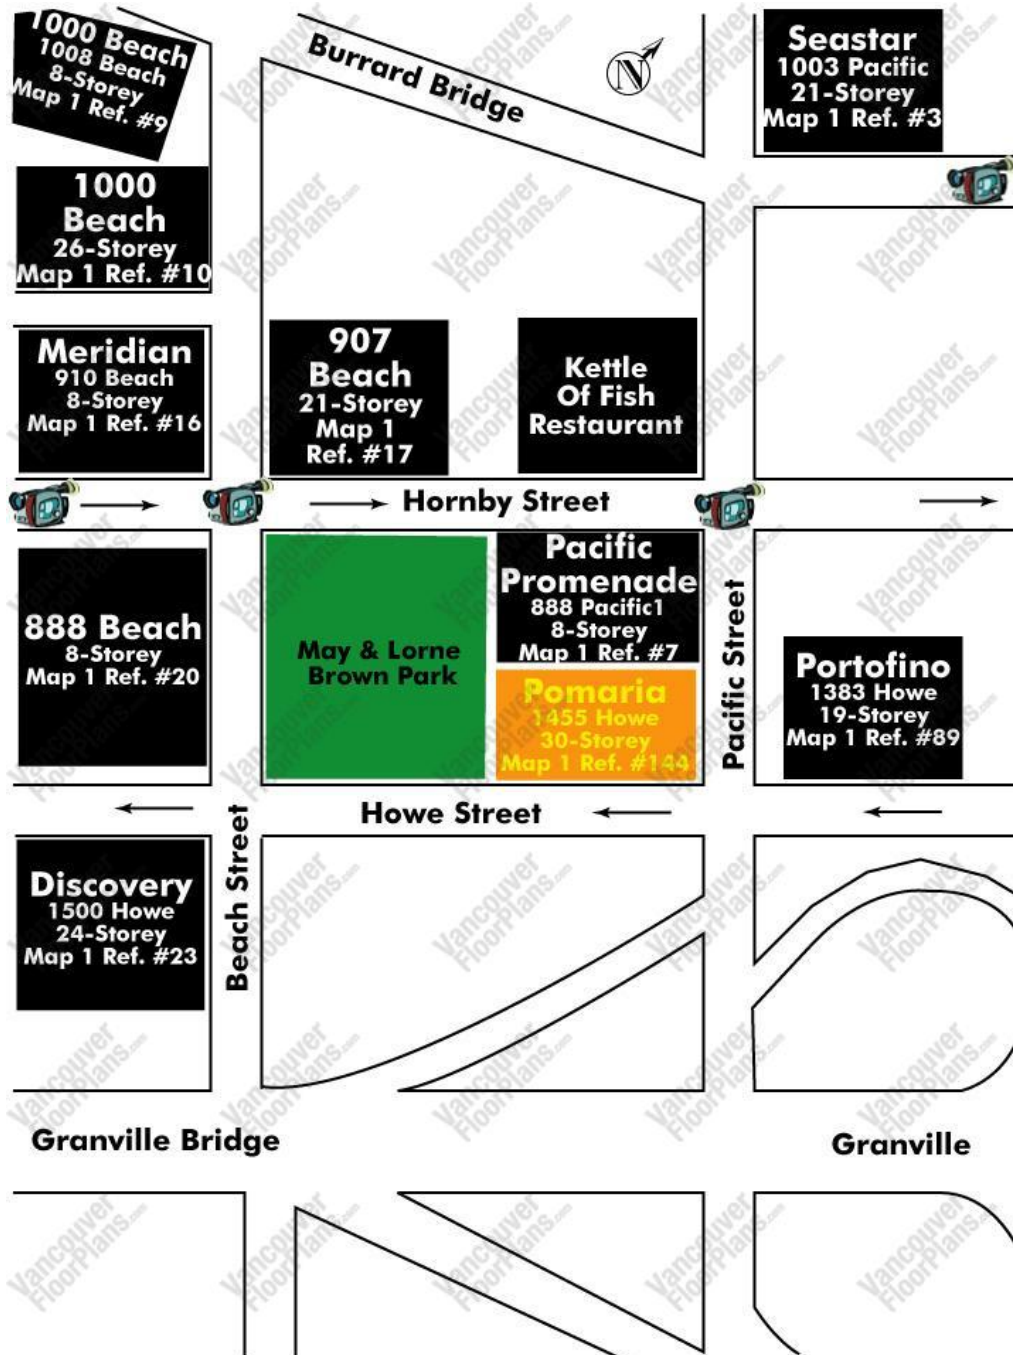 1000 Beach
1008 Beach
8-Storey
Map 1 Ref. #9
Burrard Bridge
N
Seastar
1003 Pacific
21-Storey
Map 1 Ref. #3
1000
Beach
26-Storey
Map 1 Ref. #10
Meridian
910 Beach
8-Storey
Map 1 Ref. #16
907
Beach
21-Storey
Map 1
Ref. #17
Kettle
Of Fish
Restaurant
Hornby Street
888 Beach
8-Storey
Map 1 Ref. #20
May & Lorne
Brown Park
Pacific
Promenade
888 Pacific1
8-Storey
Map 1 Ref. #7
Pomaria
1455 Howe
30-Storey
Map 1 Ref. #144
Pacific Street
Portofino
1383 Howe
19-Storey
Map 1 Ref. #89
Howe Street
Discovery
1500 Howe
24-Storey
Map 1 Ref. #23
Beach Street
Granville Bridge
Granville
Vancouver
FloorPlans.com